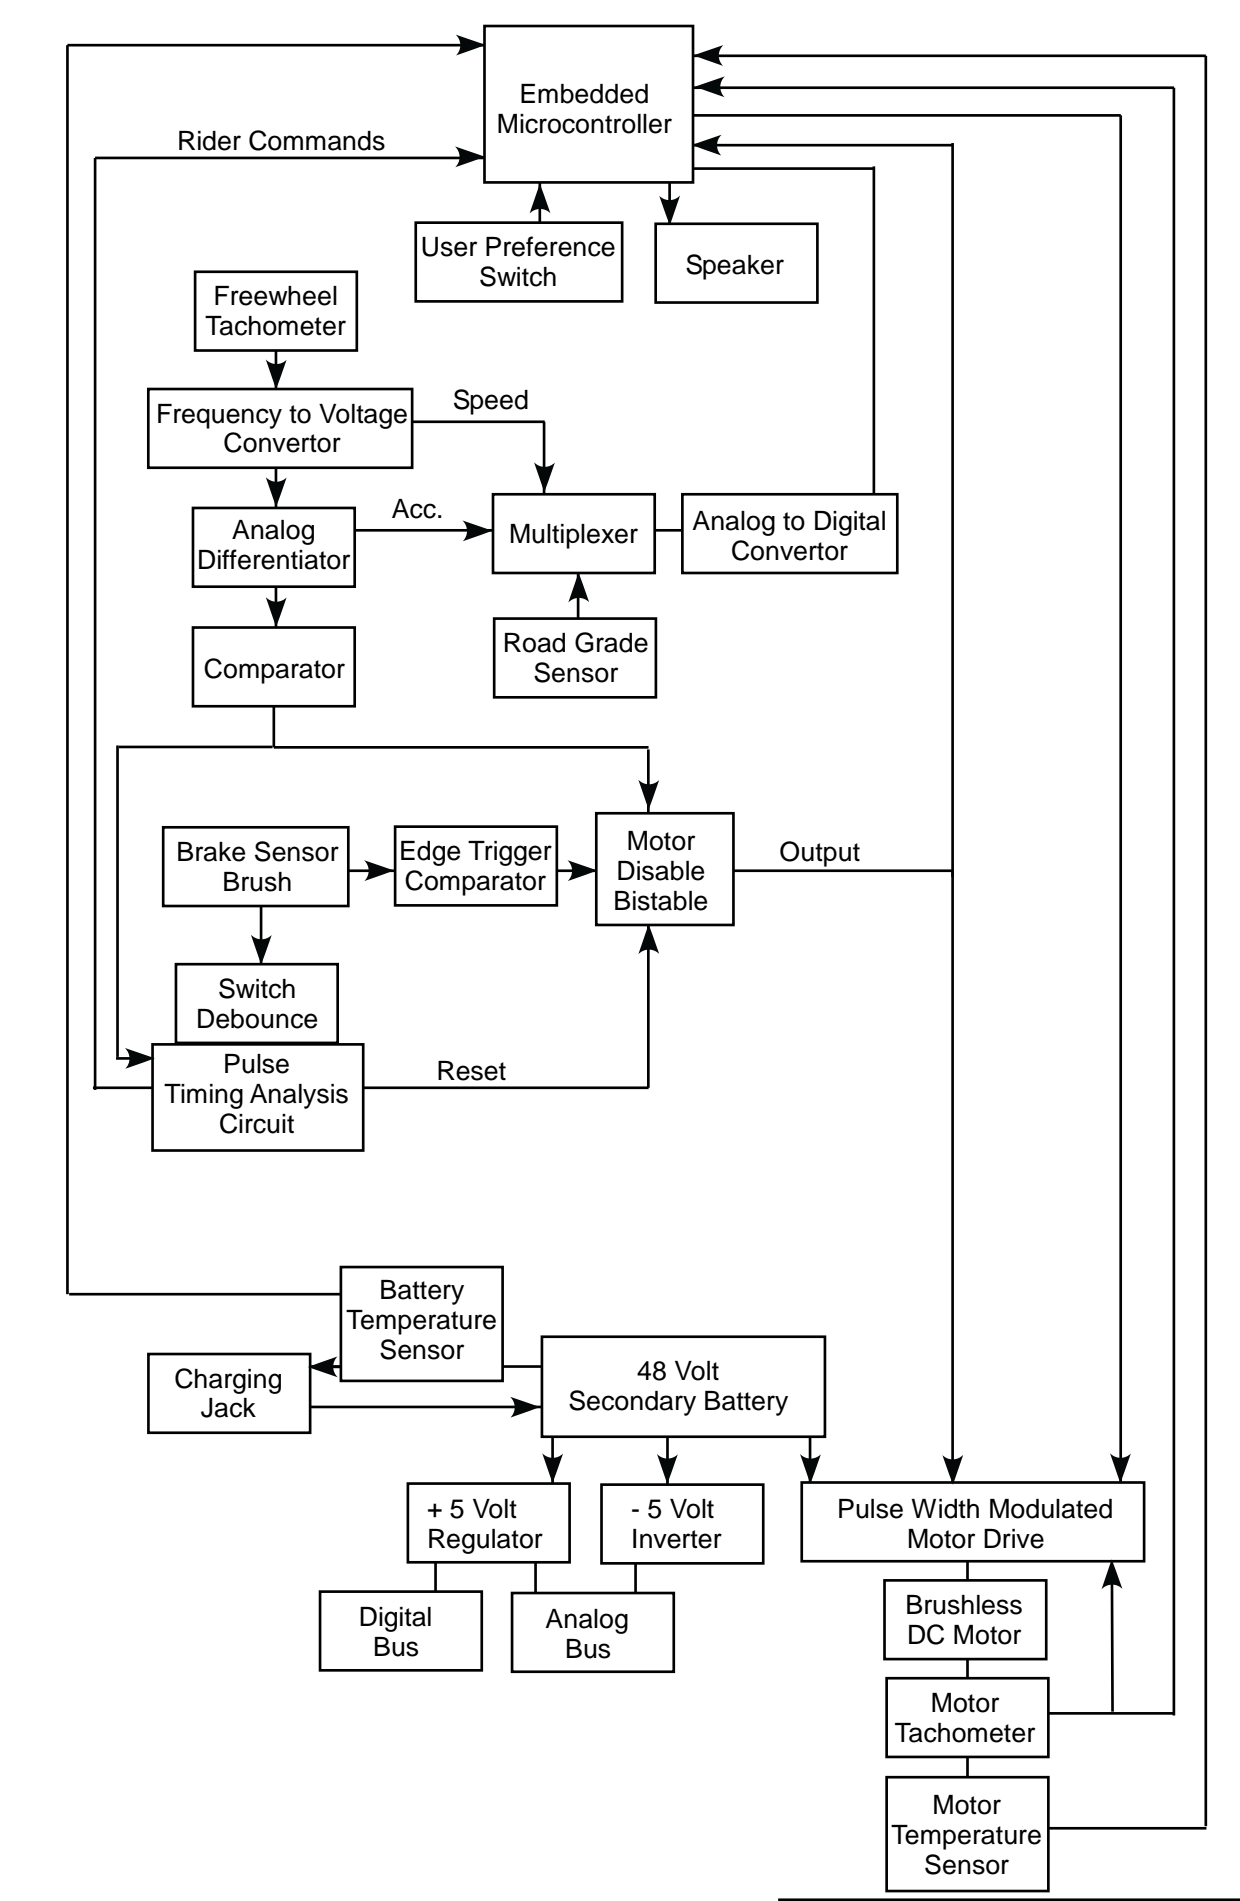 Embedded
Microcontroller
Rider Commands
User Preference
Switch
Speaker
Freewheel
Tachometer
Frequency to Voltage
Convertor
Speed
Analog
Differentiator
Acc.
Multiplexer
Analog to Digital
Convertor
Road Grade
Sensor
Comparator
Brake Sensor
Brush
Edge Trigger
Comparator
Motor
Disable
Bistable
Output
Switch
Debounce
Pulse
Timing Analysis
Circuit
Reset
Battery
Temperature
Sensor
Charging
Jack
48 Volt
Secondary Battery
+ 5 Volt
Regulator
- 5 Volt
Inverter
Pulse Width Modulated
Motor Drive
Digital
Bus
Analog
Bus
Brushless
DC Motor
Motor
Tachometer
Motor
Temperature
Sensor